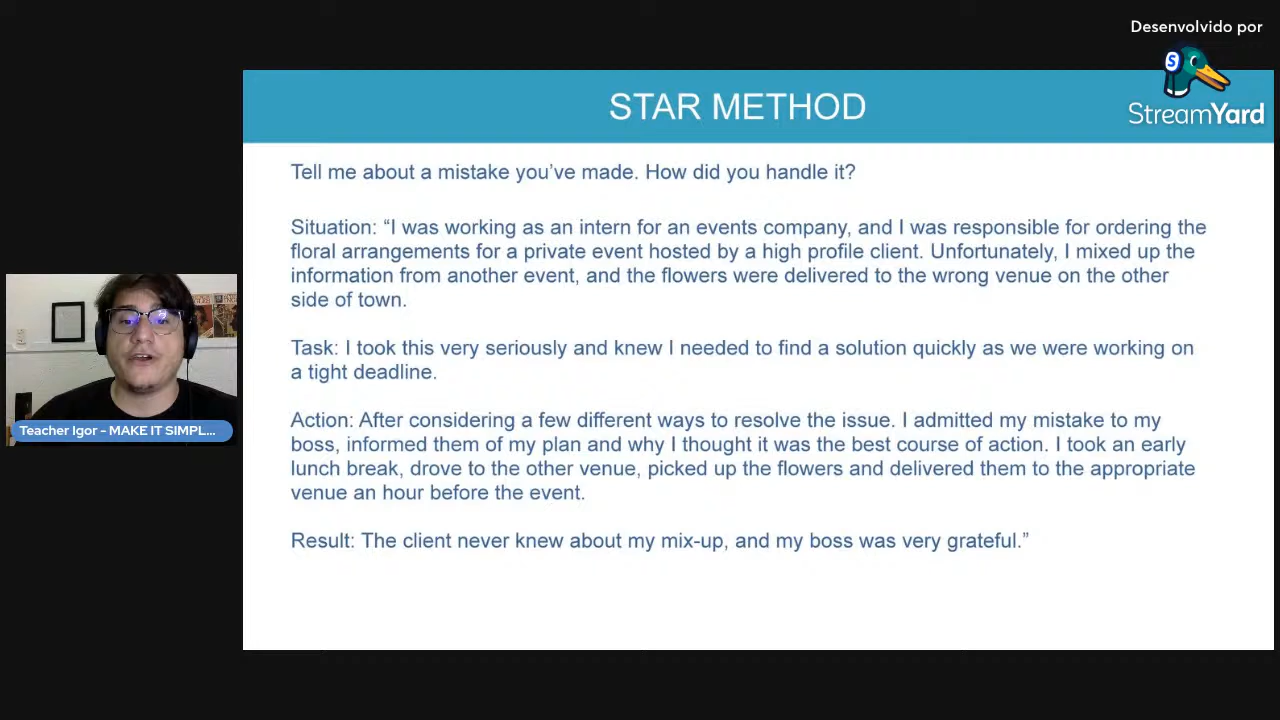 Desenvolvido por
S
StreamYard
STAR METHOD
Tell me about a mistake you’ve made. How did you handle it?
Situation: “I was working as an intern for an events company, and I was responsible for ordering the
floral arrangements for a private event hosted by a high profile client. Unfortunately, I mixed up the
information from another event, and the flowers were delivered to the wrong venue on the other
side of town.
Task: I took this very seriously and knew I needed to find a solution quickly as we were working on
a tight deadline.
Action: After considering a few different ways to resolve the issue. I admitted my mistake to my
boss, informed them of my plan and why I thought it was the best course of action. I took an early
lunch break, drove to the other venue, picked up the flowers and delivered them to the appropriate
venue an hour before the event.
Result: The client never knew about my mix-up, and my boss was very grateful.”
Teacher Igor - MAKE IT SIMPL...